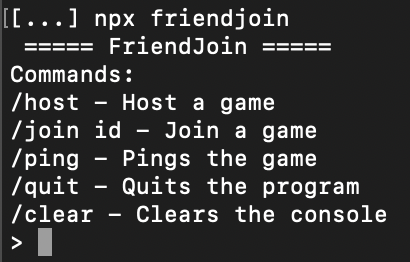 [[...] npx friendjoin
===== FriendJoin =====
Commands:
/host – Host a game
/join id – Join a game
/ping – Pings the game
/quit – Quits the program
/clear – Clears the console
>